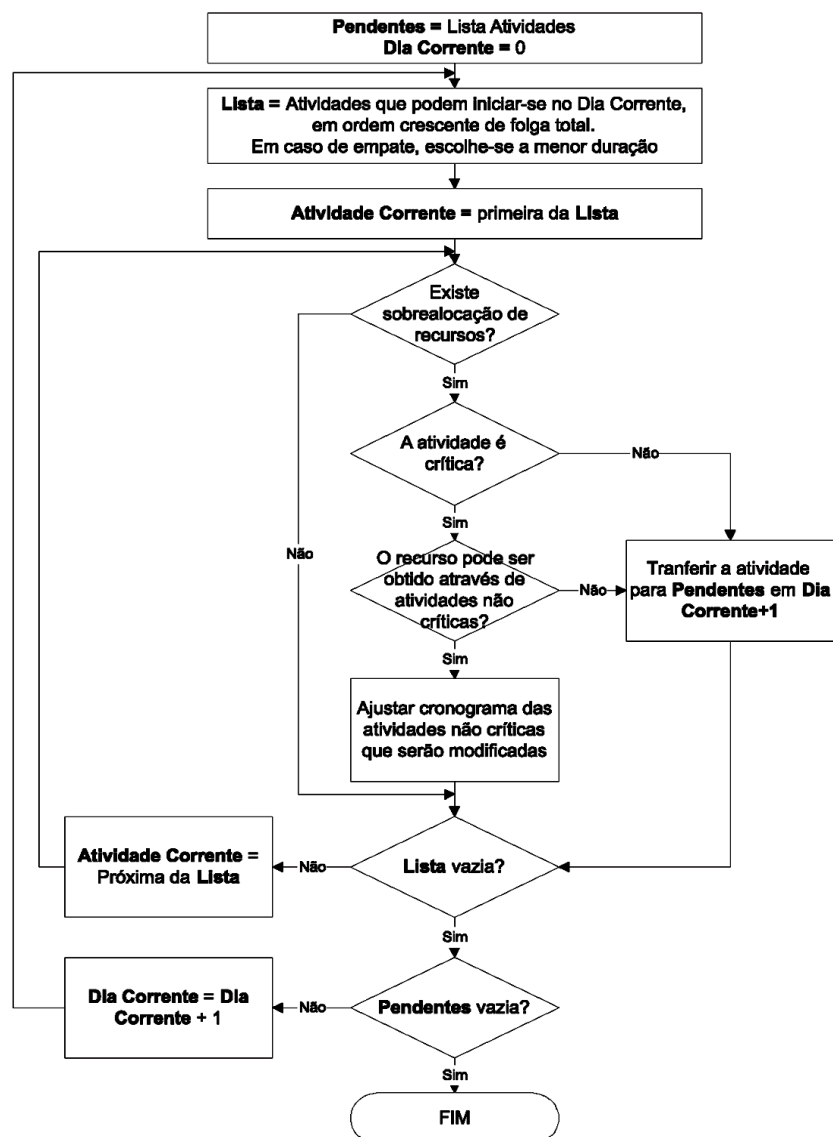 Pendentes = Lista Atividades
Dia Corrente = 0
Lista = Atividades que podem iniciar-se no Dia Corrente,
em ordem crescente de folga total.
Em caso de empate, escolhe-se a menor duração
Atividade Corrente = primeira da Lista
Existe
sobrealocação de
recursos?
Sim
A atividade é
crítica?
Não
Sim
Não
O recurso pode ser
obtido através de
atividades não
críticas?
Não
Tranferir a atividade
para Pendentes em Dia
Corrente+1
Sim
Ajustar cronograma das
atividades não críticas
que serão modificadas
Atividade Corrente =
Próxima da Lista
Não
Lista vazia?
Sim
Dia Corrente = Dia
Corrente + 1
Não
Pendentes vazia?
Sim
FIM